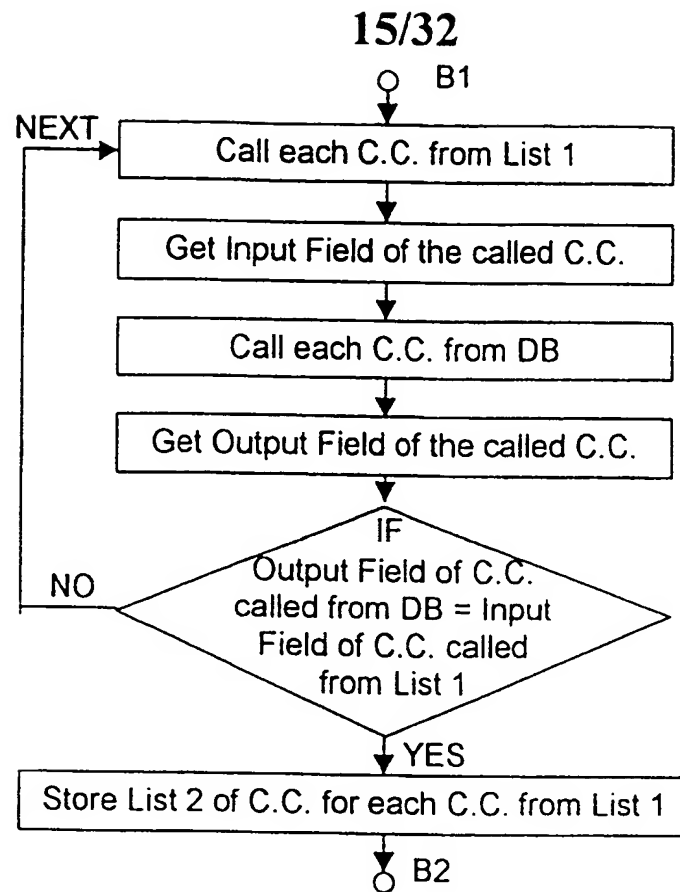 15/32
B1
NEXT
Call each C.C. from List 1
Get Input Field of the called C.C.
Call each C.C. from DB
Get Output Field of the called C.C.
IF
Output Field of C.C.
called from DB = Input
Field of C.C. called
from List 1
NO
YES
Store List 2 of C.C. for each C.C. from List 1
B2